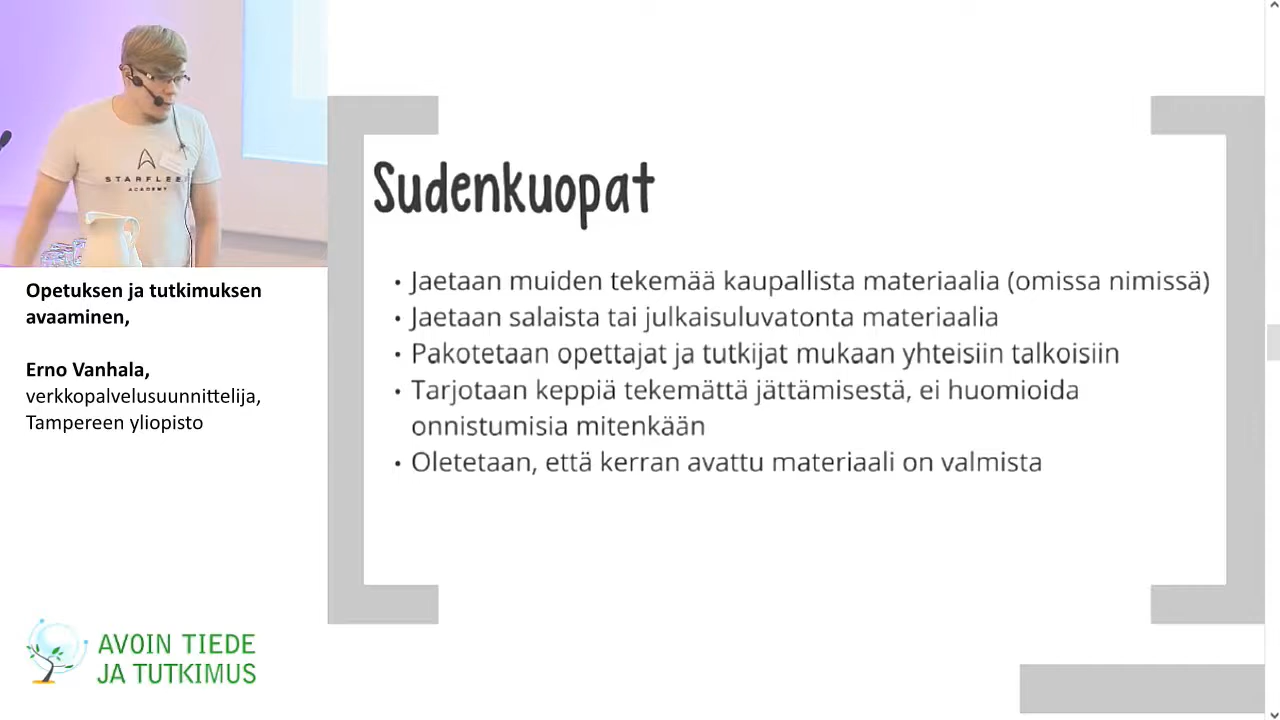 STARFLEE
ACADEMY
Opetuksen ja tutkimuksen
avaaminen,
Erno Vanhala,
verkkopalvelusuunnittelija,
Tampereen yliopisto
AVOIN TIEDE
JA TUTKIMUS
Sudenkuopat
• Jaetaan muiden tekemää kaupallista materiaalia (omissa nimissä)
• Jaetaan salaista tai julkaisuluvatonta materiaalia
• Pakotetaan opettajat ja tutkijat mukaan yhteisiin talkoisiin
• Tarjotaan keppiä tekemättä jättämisestä, ei huomioida
onnistumisia mitenkään
• Oletetaan, että kerran avattu materiaali on valmista